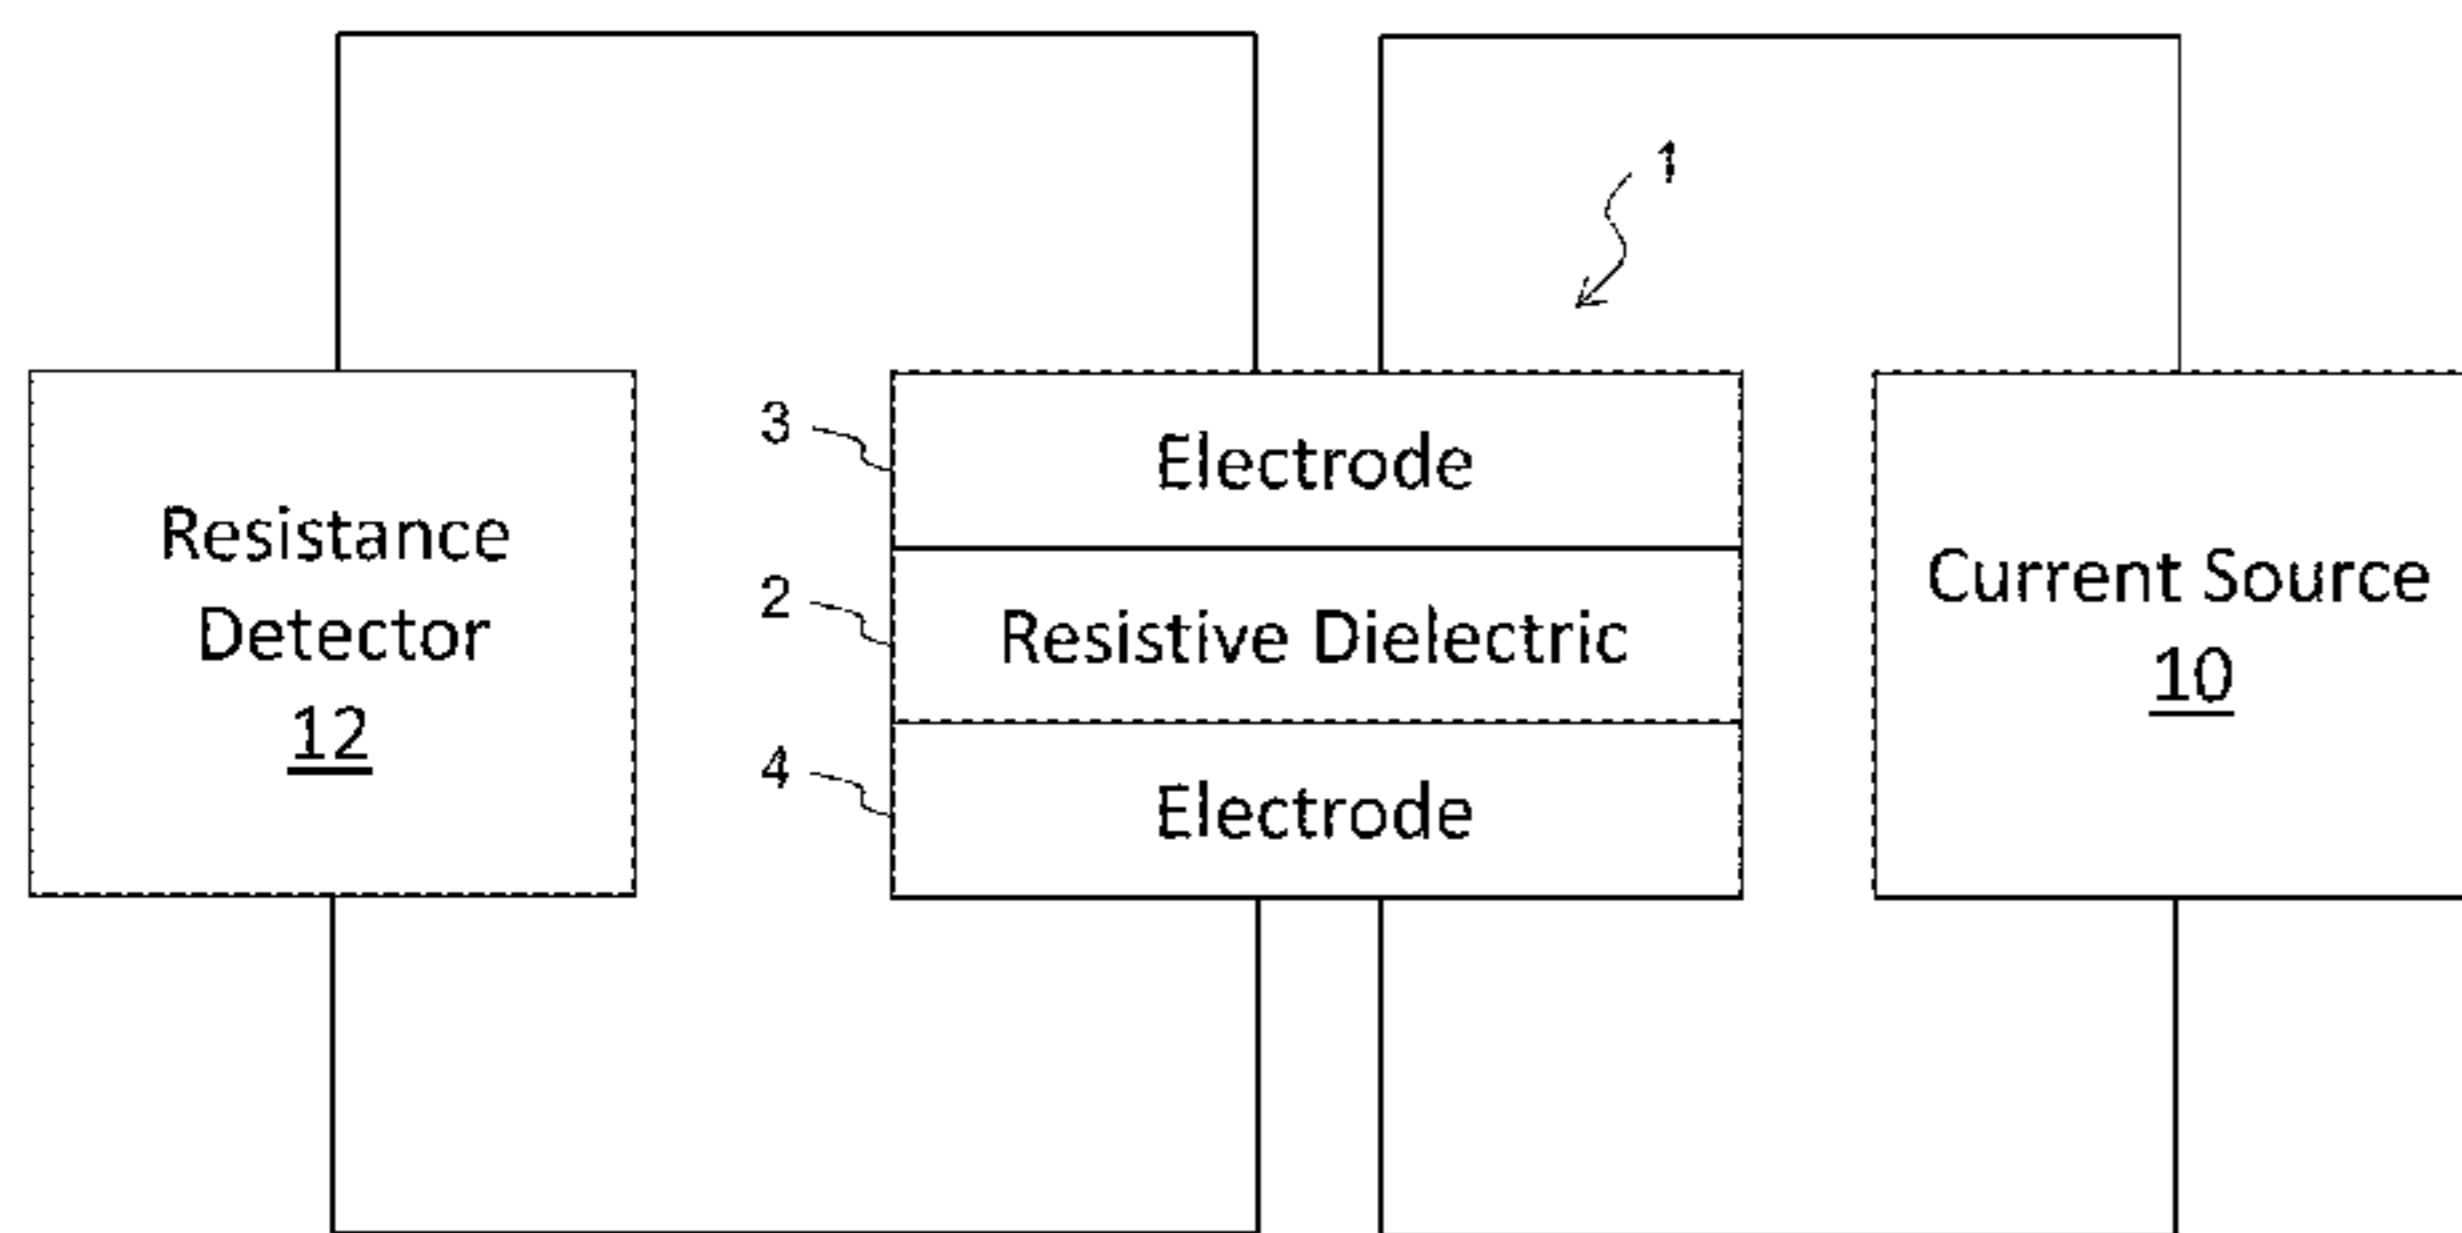 1
3
Electrode
Resistance
Detector
12
2
Resistive Dielectric
Current Source
10
4
Electrode